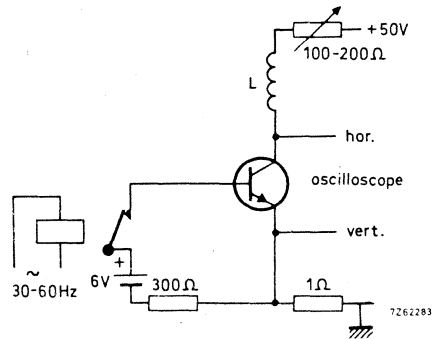 +50V
100-200Ω
L
hor.
oscilloscope
vert.
+
~
30-60Hz
6V
300Ω
1Ω
7Z62283